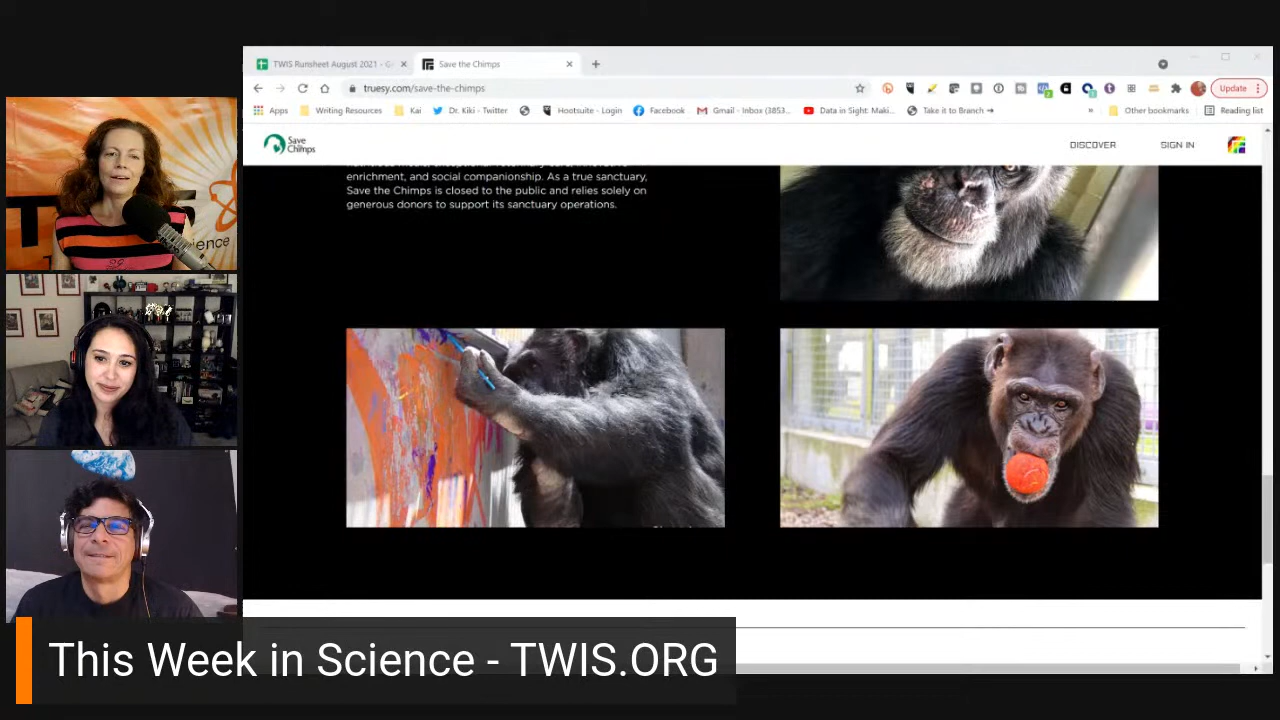 TWIS Runsheet August 2021 - G
Save the Chimps
truesy.com/save-the-chimps
Update
Apps
Writing Resources
Kai
Dr. Kiki - Twitter
Hootsuite - Login
Facebook
Gmail - Inbox (3853...
Data in Sight: Maki...
Take it to Branch →
»
Other bookmarks
Reading list
Save the
Chimps
DISCOVER
SIGN IN
enrichment, and social companionship. As a true sanctuary,
Save the Chimps is closed to the public and relies solely on
generous donors to support its sanctuary operations.
ience
This Week in Science - TWIS.ORG